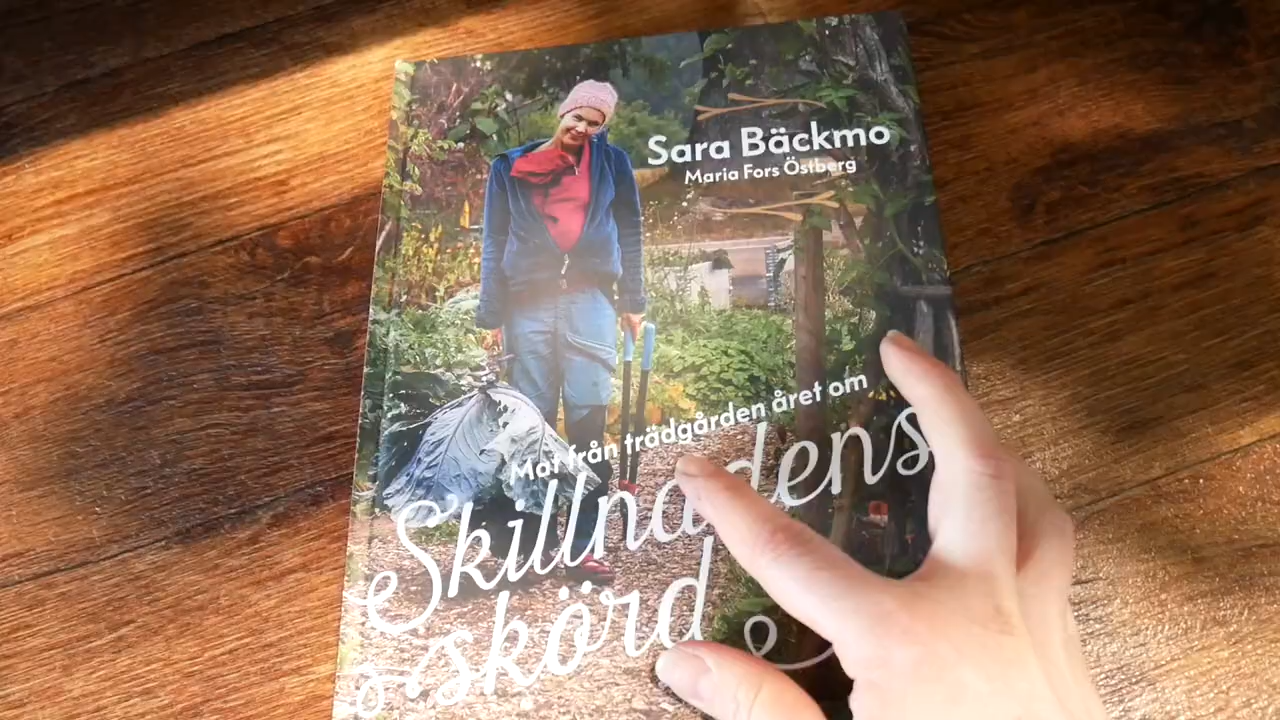 Sara Bäckmo
Maria Fors Östberg
Mat från trädgården året om
Skillnadens
skörd